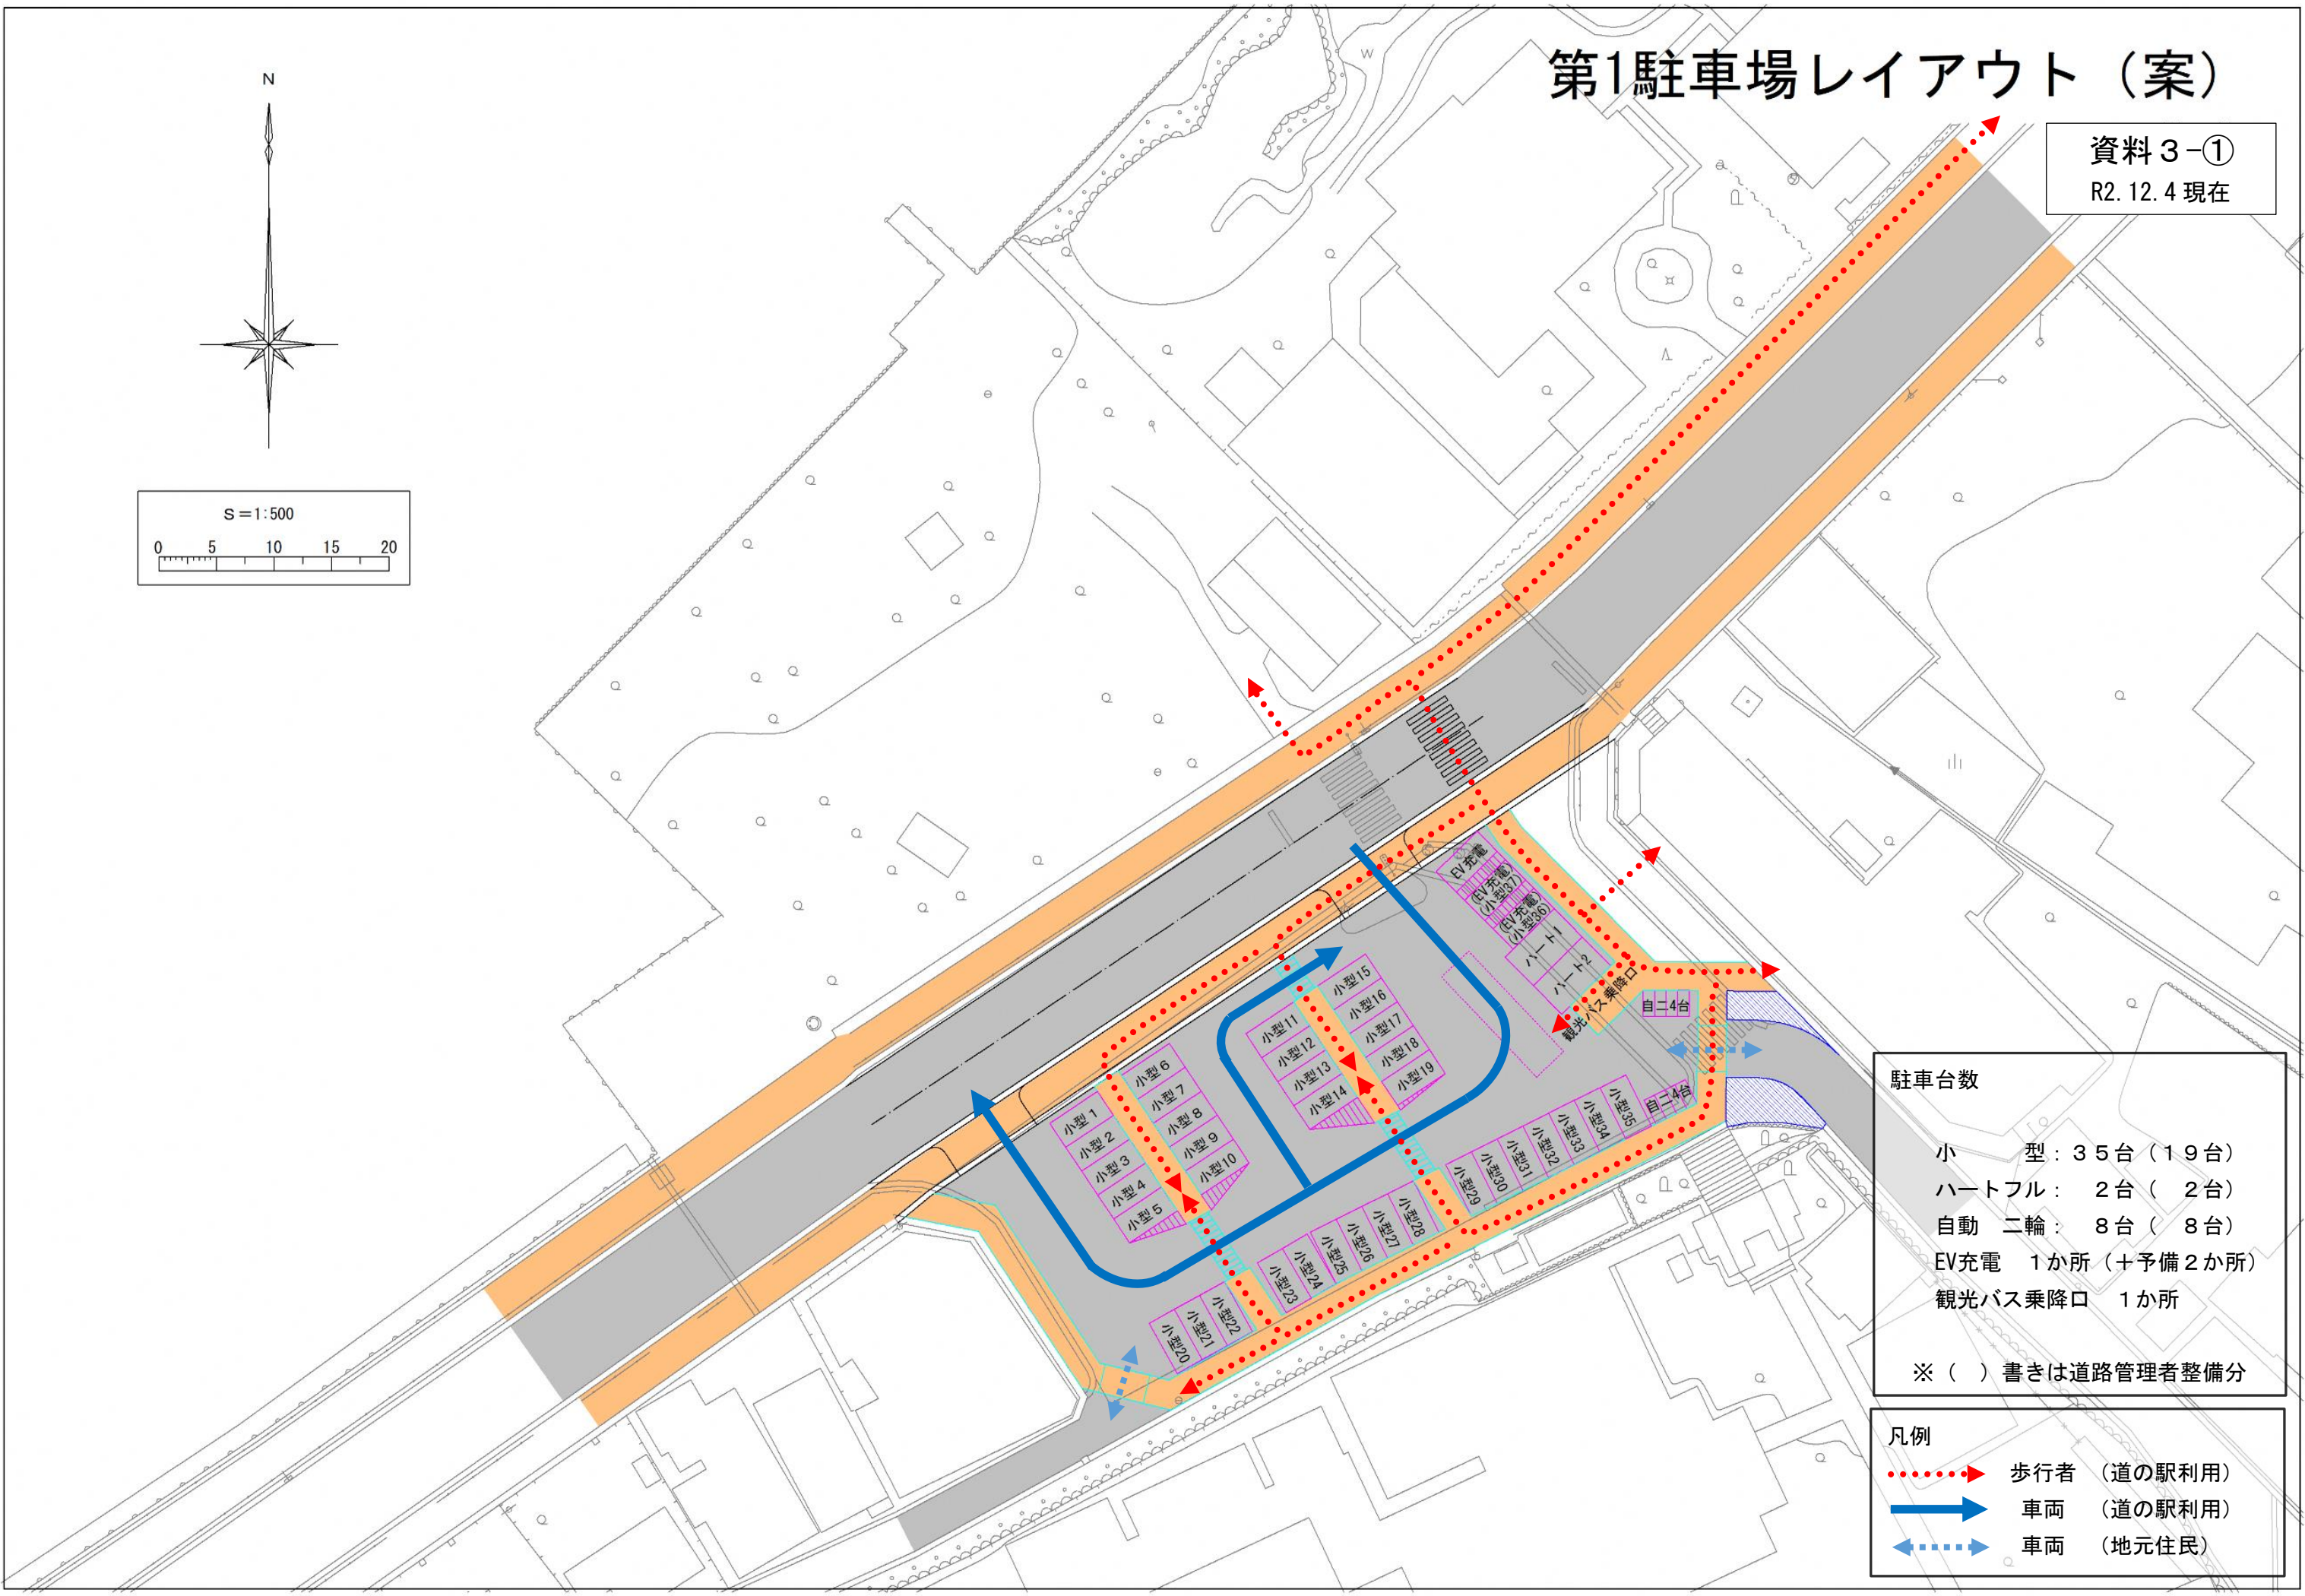 第1駐車場レイアウト（案）
資料３-①
R2.12.4 現在
N
S＝1:500
0 5 10 15 20
EV充電
(EV充電)
(小型37)
(EV充電)
(小型36)
ハート1
ハート2
観光バス乗降口
自二4台
自二4台
小型15
小型16
小型17
小型18
小型19
小型11
小型12
小型13
小型14
小型6
小型7
小型8
小型9
小型10
小型1
小型2
小型3
小型4
小型5
小型35
小型34
小型33
小型32
小型31
小型30
小型29
小型28
小型27
小型26
小型25
小型24
小型23
小型22
小型21
小型20
駐車台数
小　　　型：３５台（１９台）
ハートフル：　２台（　２台）
自動　二輪：　８台（　８台）
EV充電　１か所（＋予備２か所）
観光バス乗降口　１か所
※（　）書きは道路管理者整備分
凡例
歩行者　（道の駅利用）
車両　（道の駅利用）
車両　（地元住民）